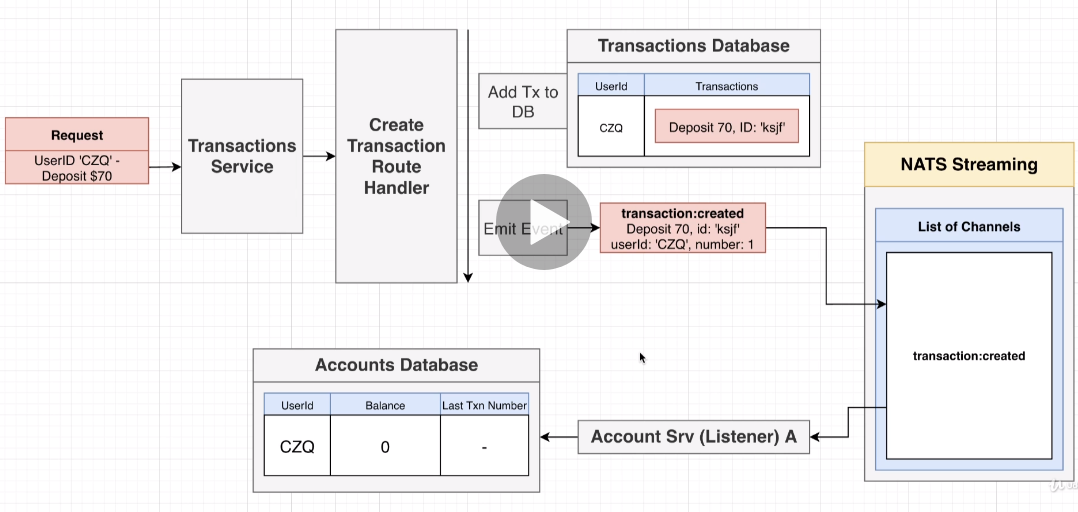 Request
UserID 'CZQ' -
Deposit $70
Transactions
Service
Create
Transaction
Route
Handler
Add Tx to
DB
Transactions Database
UserId
Transactions
CZQ
Deposit 70, ID: 'ksjf'
Emit Event
transaction:created
Deposit 70, id: 'ksjf'
userId: 'CZQ', number: 1
NATS Streaming
List of Channels
transaction:created
Accounts Database
UserId
Balance
Last Txn Number
CZQ
0
-
Account Srv (Listener) A